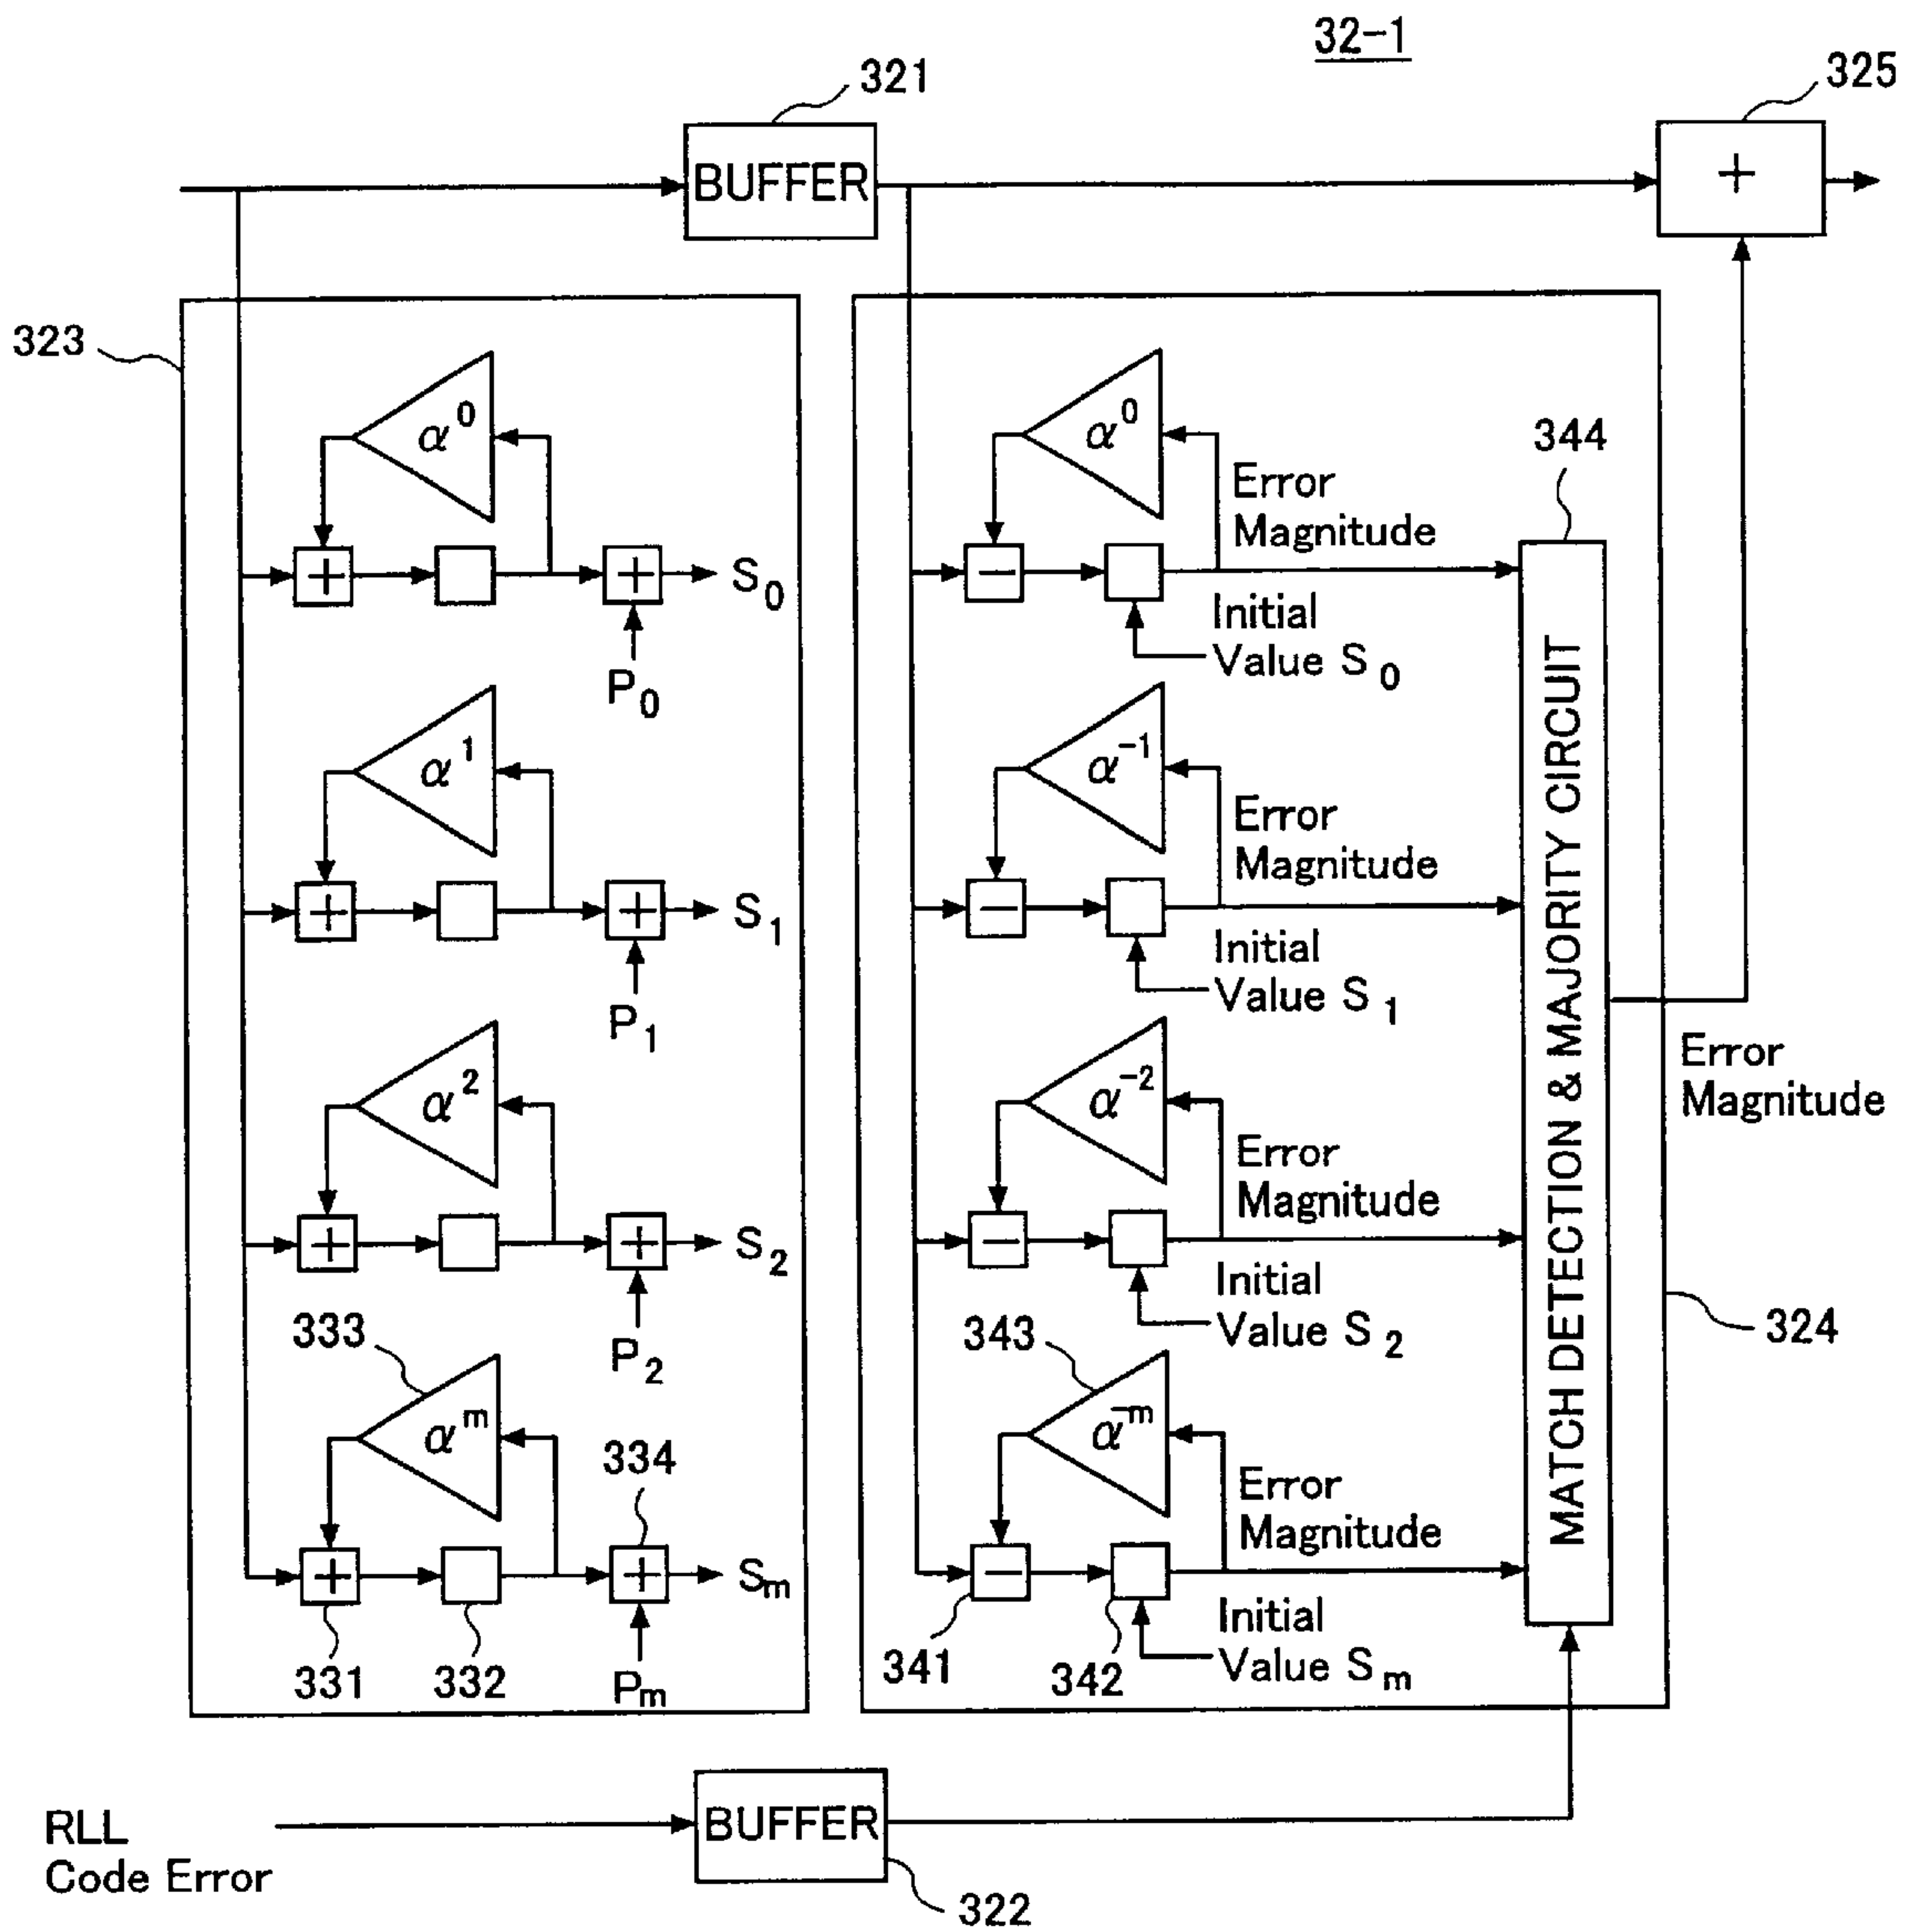 32-1
321
325
BUFFER
+
323
α⁰
α⁰
344
Error
Magnitude
+
+
S₀
−
Initial
Value S₀
P₀
α¹
α⁻¹
Error
Magnitude
+
+
S₁
−
Initial
Value S₁
P₁
MATCH DETECTION & MAJORITY CIRCUIT
Error
Magnitude
α²
α⁻²
Error
Magnitude
+
+
S₂
−
Initial
Value S₂
P₂
324
333
343
αᵐ
α⁻ᵐ
334
Error
Magnitude
+
+
Sₘ
−
Initial
Value Sₘ
331
332
Pₘ
341
342
RLL
Code Error
BUFFER
322